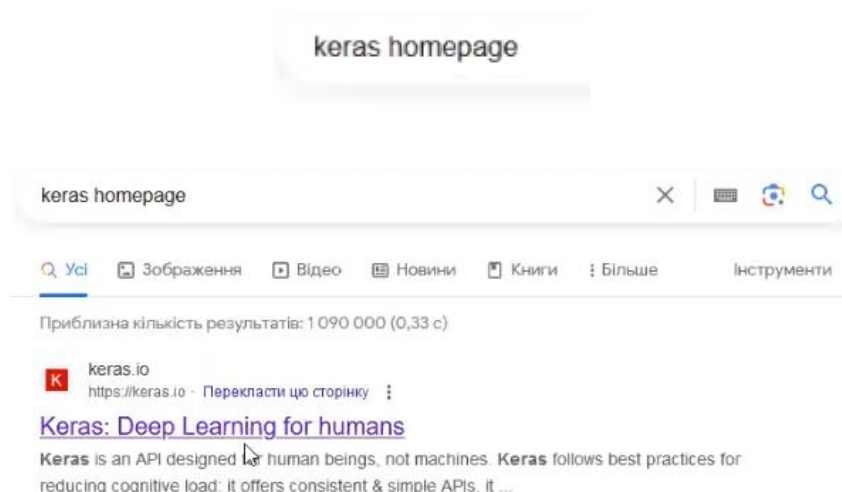 keras homepage
keras homepage
Усі Зображення Відео Новини Книги Більше Інструменти
Приблизна кількість результатів: 1 090 000 (0,33 с)
K
keras.io
https://keras.io · Перекласти цю сторінку
Keras: Deep Learning for humans
Keras is an API designed for human beings, not machines. Keras follows best practices for
reducing cognitive load: it offers consistent & simple APIs, it ...